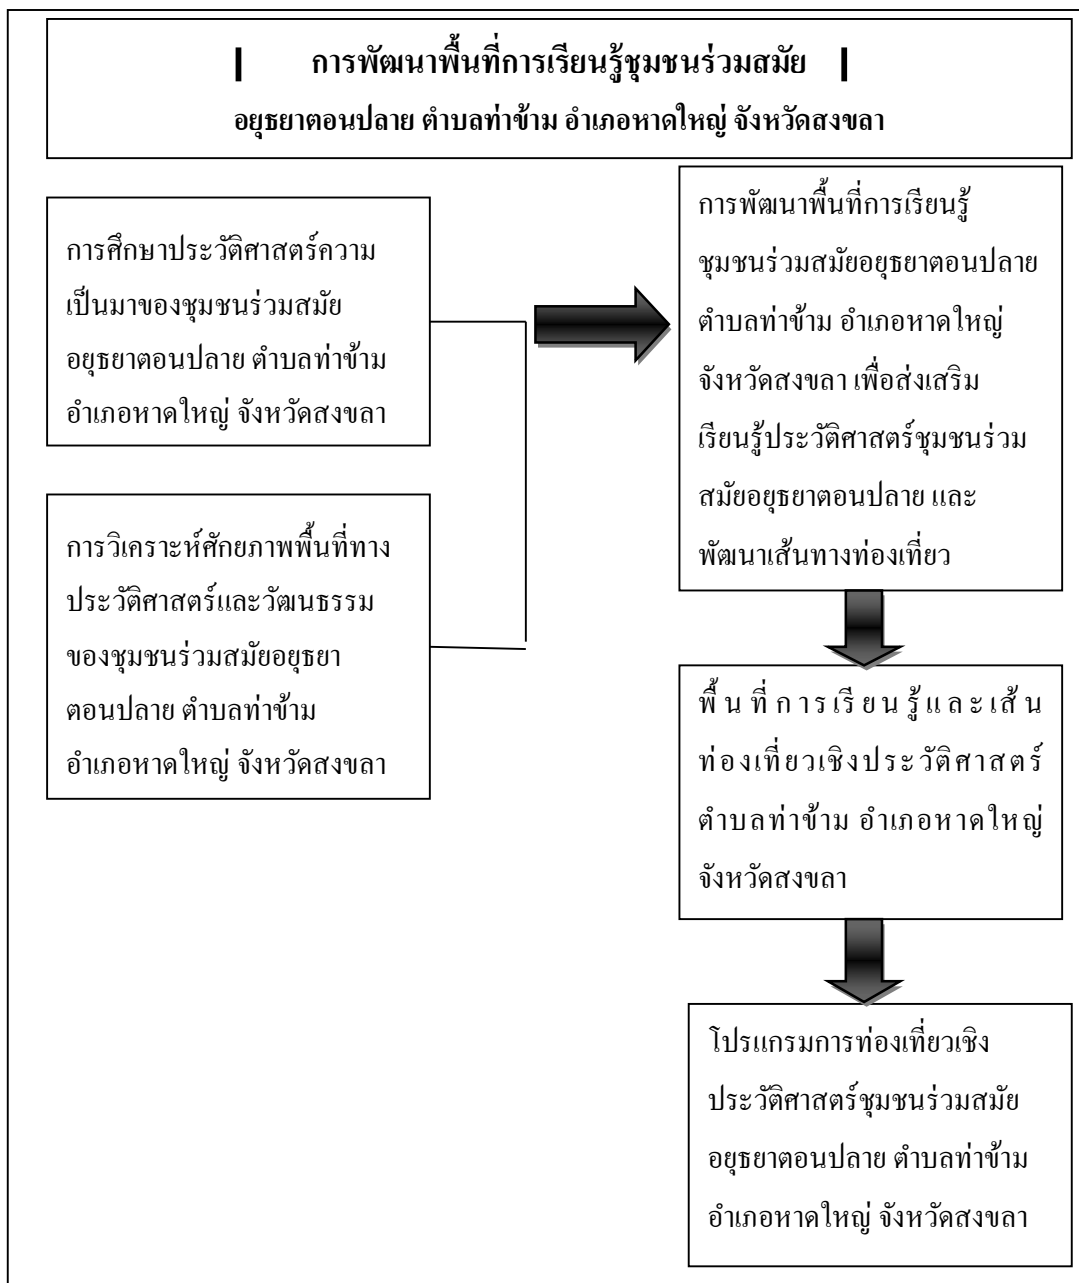 การพัฒนาพื้นที่การเรียนรู้ชุมชนร่วมสมัย
อยุธยาตอนปลาย ตำบลท่าข้าม อำเภอหาดใหญ่ จังหวัดสงขลา
การศึกษาประวัติศาสตร์ความ
เป็นมาของชุมชนร่วมสมัย
อยุธยาตอนปลาย ตำบลท่าข้าม
อำเภอหาดใหญ่ จังหวัดสงขลา
การวิเคราะห์ศักยภาพพื้นที่ทาง
ประวัติศาสตร์และวัฒนธรรม
ของชุมชนร่วมสมัยอยุธยา
ตอนปลาย ตำบลท่าข้าม
อำเภอหาดใหญ่ จังหวัดสงขลา
การพัฒนาพื้นที่การเรียนรู้
ชุมชนร่วมสมัยอยุธยาตอนปลาย
ตำบลท่าข้าม อำเภอหาดใหญ่
จังหวัดสงขลา เพื่อส่งเสริม
เรียนรู้ประวัติศาสตร์ชุมชนร่วม
สมัยอยุธยาตอนปลาย และ
พัฒนาเส้นทางท่องเที่ยว
พื้นที่การเรียนรู้และเส้น
ท่องเที่ยวเชิงประวัติศาสตร์
ตำบลท่าข้าม อำเภอหาดใหญ่
จังหวัดสงขลา
โปรแกรมการท่องเที่ยวเชิง
ประวัติศาสตร์ชุมชนร่วมสมัย
อยุธยาตอนปลาย ตำบลท่าข้าม
อำเภอหาดใหญ่ จังหวัดสงขลา